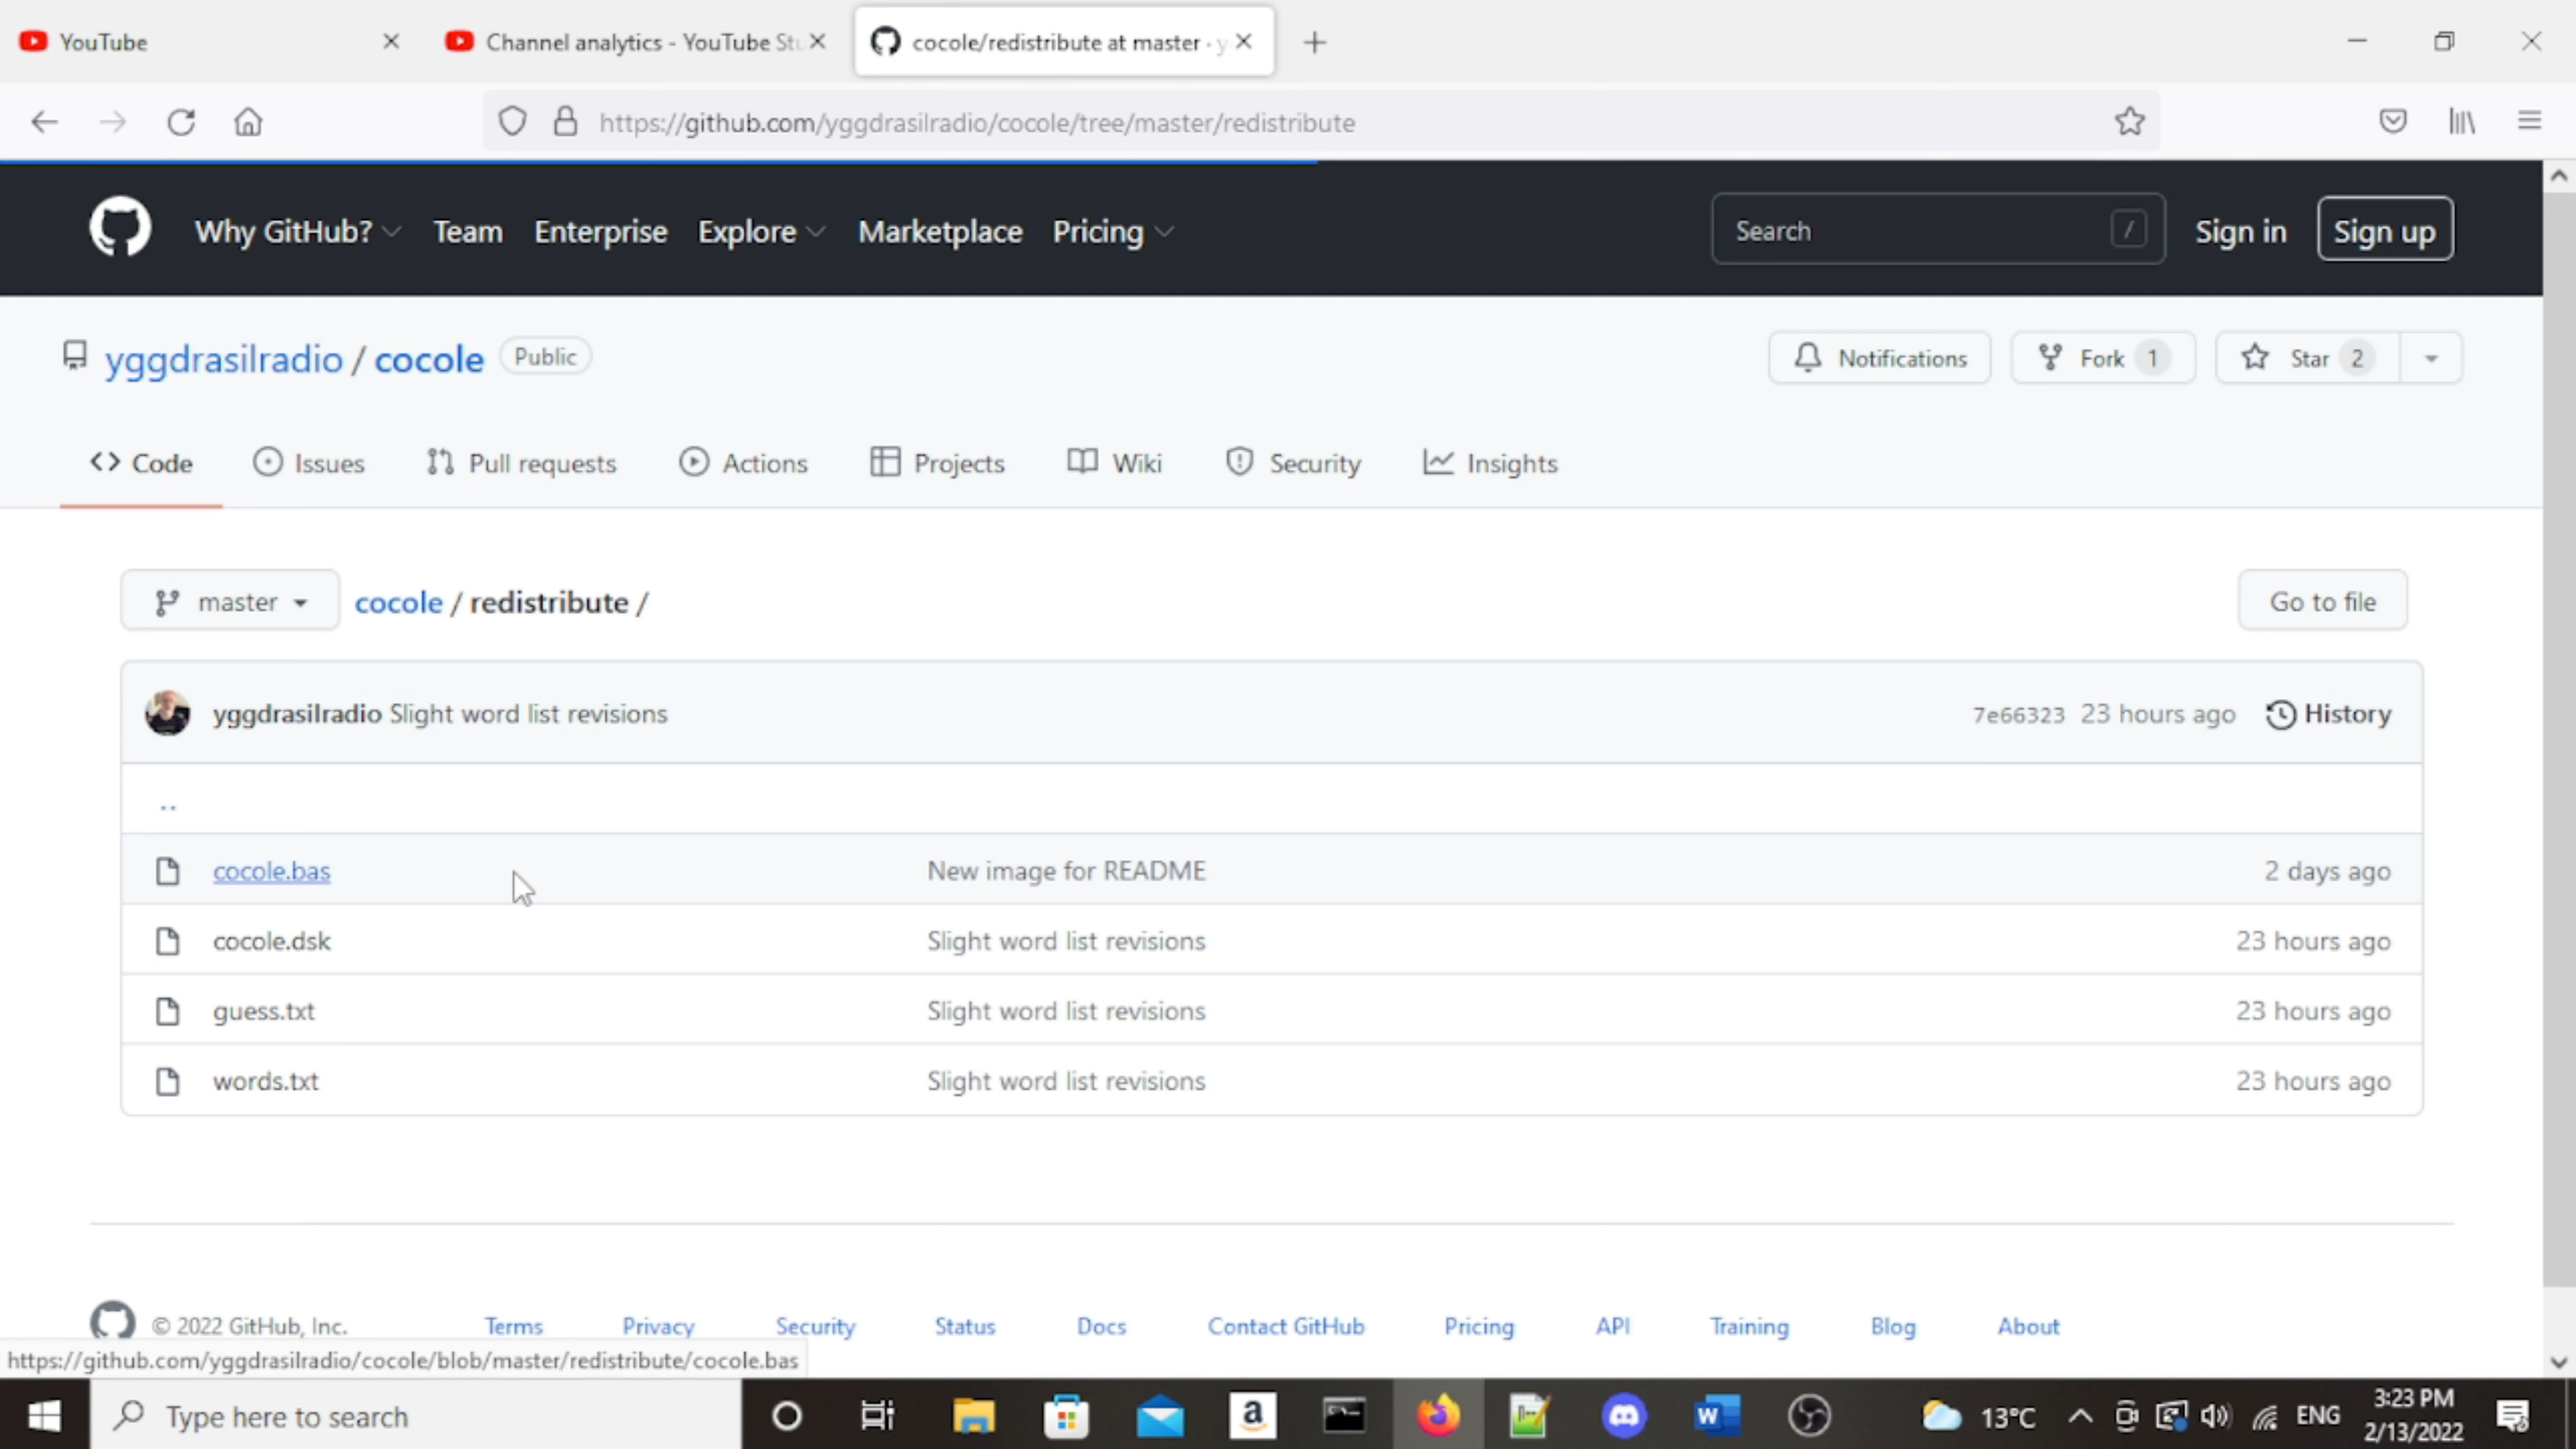 YouTube
Channel analytics - YouTube Stu
cocole/redistribute at master · y
https://github.com/yggdrasilradio/cocole/tree/master/redistribute
Why GitHub? Team Enterprise Explore Marketplace Pricing
Search /
Sign in
Sign up
yggdrasilradio / cocole Public
Notifications
Fork 1
Star 2
Code
Issues
Pull requests
Actions
Projects
Wiki
Security
Insights
master
cocole / redistribute /
Go to file
yggdrasilradio Slight word list revisions
7e66323 23 hours ago History
..
cocole.bas New image for README 2 days ago
cocole.dsk Slight word list revisions 23 hours ago
guess.txt Slight word list revisions 23 hours ago
words.txt Slight word list revisions 23 hours ago
© 2022 GitHub, Inc. Terms Privacy Security Status Docs Contact GitHub Pricing API Training Blog About
https://github.com/yggdrasilradio/cocole/blob/master/redistribute/cocole.bas
Type here to search
a
W
13°C
ENG
3:23 PM
2/13/2022